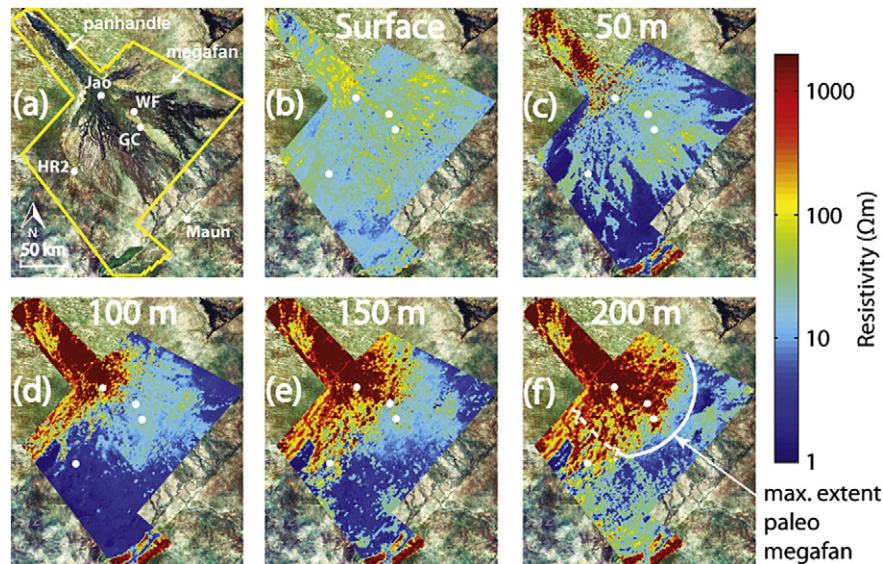 panhandle
megafan
Jao
WF
(a)
GC
HR2
Maun
N
50 km
Surface
(b)
50 m
(c)
100 m
(d)
150 m
(e)
200 m
(f)
1000
100
10
1
Resistivity (Ωm)
max. extent
paleo
megafan